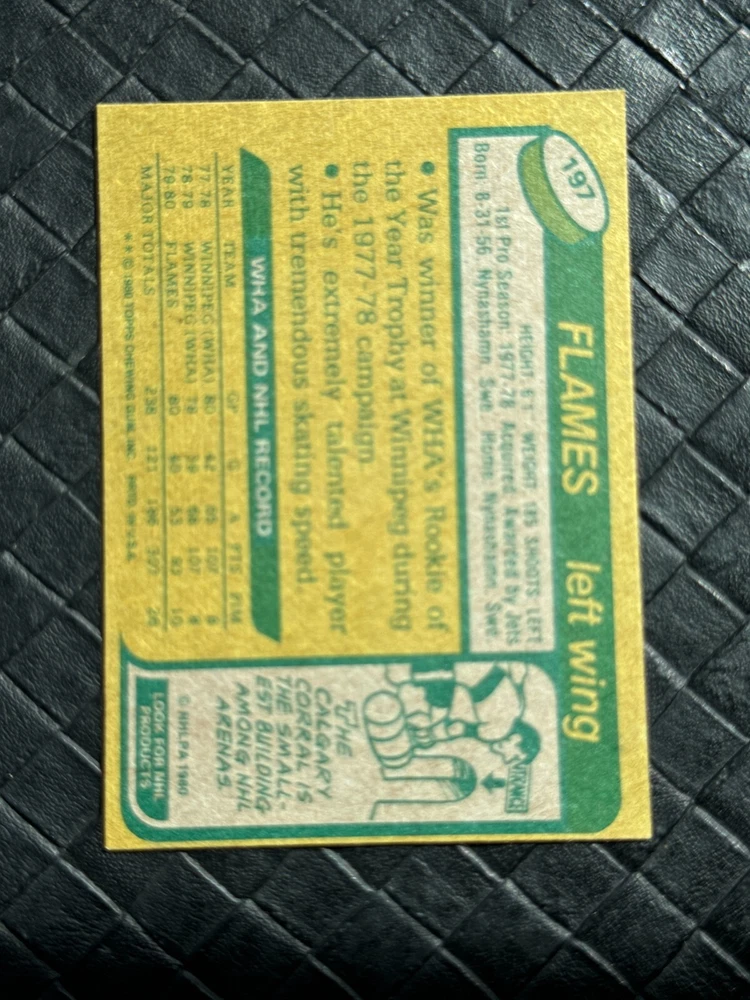 197
FLAMES left wing
HEIGHT: 6'1 WEIGHT: 185 SHOOTS: LEFT
1st Pro Season: 1977-78 Acquired: Awarded by Jets
Born: 8-31-56, Nynashamn, Swe. Home: Nynashamn, Swe.
● Was winner of WHA's Rookie of
the Year Trophy at Winnipeg during
the 1977-78 campaign.
● He's extremely talented player
with tremendous skating speed.
WHA AND NHL RECORD
YEAR TEAM GP G A PTS PIM
77-78 WINNIPEG (WHA) 80 42 65 107 8
78-79 WINNIPEG (WHA) 78 39 68 107 8
79-80 FLAMES 80 40 53 93 10
MAJOR TOTALS 238 121 186 307 26
** © 1980 TOPPS CHEWING GUM, INC. PRTD. IN U.S.A.
ENTRANCE
THE
CALGARY
CORRAL IS
THE SMALL-
EST BUILDING
AMONG NHL
ARENAS.
© NHLPA 1980
LOOK FOR NHL
PRODUCTS